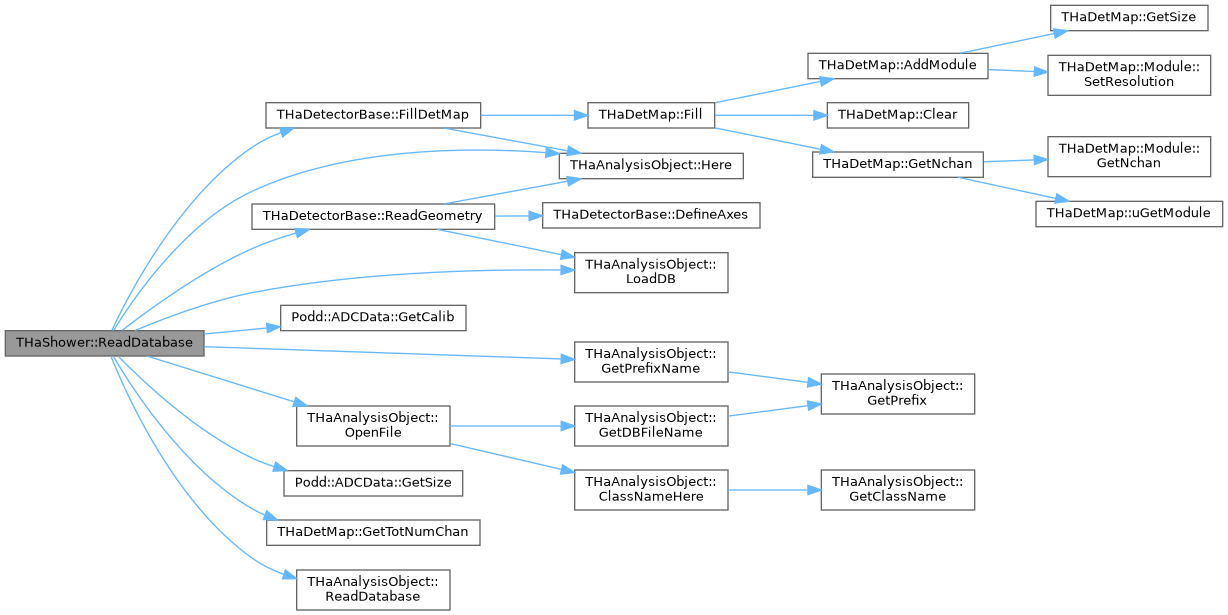 THaShower::ReadDatabase
THaDetectorBase::FillDetMap
THaDetectorBase::ReadGeometry
Podd::ADCData::GetCalib
THaAnalysisObject::
OpenFile
Podd::ADCData::GetSize
THaDetMap::GetTotNumChan
THaAnalysisObject::
ReadDatabase
THaDetMap::Fill
THaAnalysisObject::Here
THaDetectorBase::DefineAxes
THaAnalysisObject::
LoadDB
THaAnalysisObject::
GetPrefixName
THaAnalysisObject::
GetDBFileName
THaAnalysisObject::
ClassNameHere
THaDetMap::AddModule
THaDetMap::Clear
THaDetMap::GetNchan
THaAnalysisObject::
GetPrefix
THaAnalysisObject::
GetClassName
THaDetMap::GetSize
THaDetMap::Module::
SetResolution
THaDetMap::Module::
GetNchan
THaDetMap::uGetModule